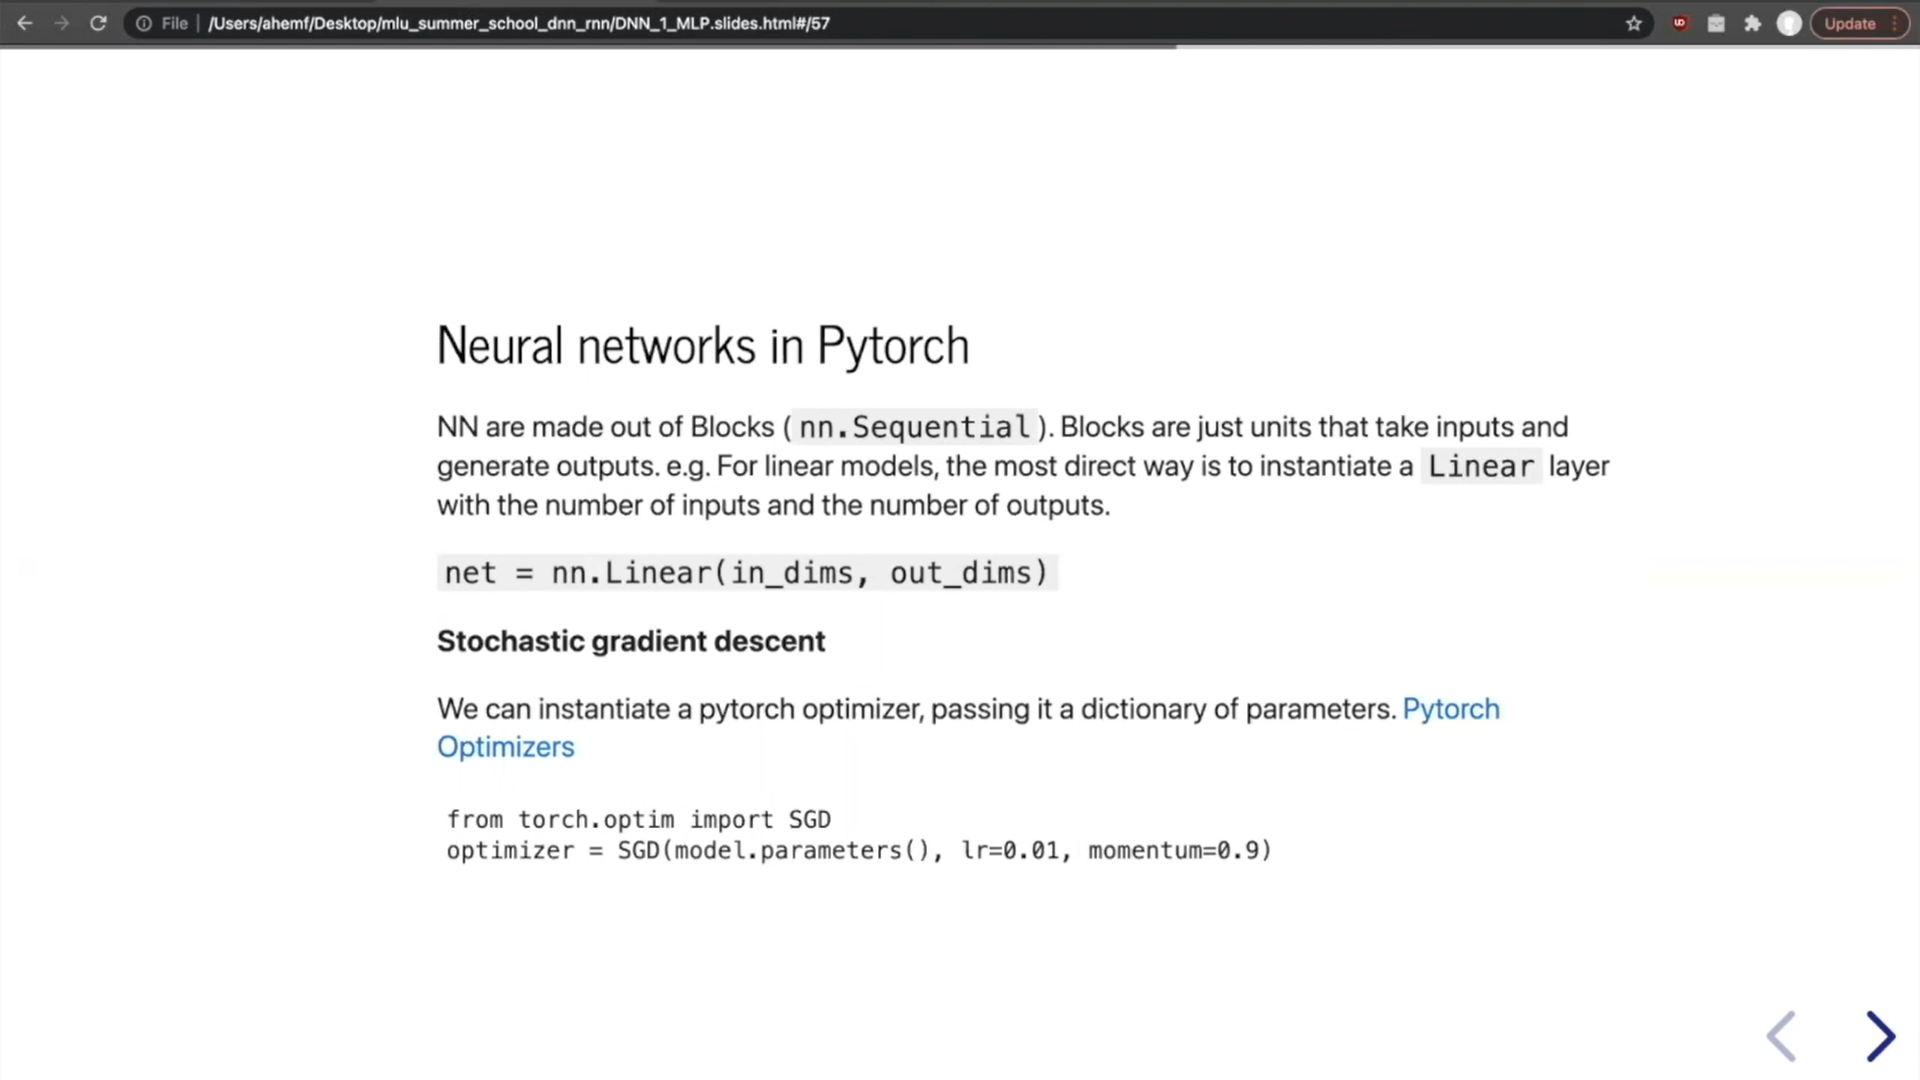 File /Users/ahemf/Desktop/mlu_summer_school_dnn_rnn/DNN_1_MLP.slides.html#/57 Update
Neural networks in Pytorch
NN are made out of Blocks ( nn.Sequential ). Blocks are just units that take inputs and
generate outputs. e.g. For linear models, the most direct way is to instantiate a Linear layer
with the number of inputs and the number of outputs.
net = nn.Linear(in_dims, out_dims)
Stochastic gradient descent
We can instantiate a pytorch optimizer, passing it a dictionary of parameters. Pytorch
Optimizers
from torch.optim import SGD
optimizer = SGD(model.parameters(), lr=0.01, momentum=0.9)